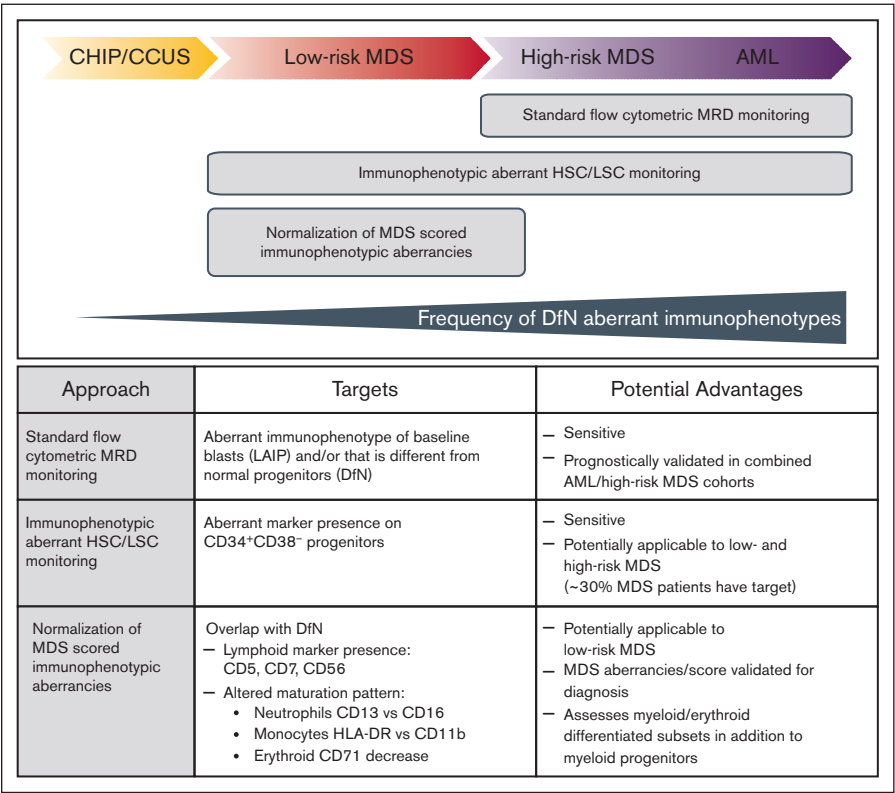 CHIP/CCUS
Low-risk MDS
High-risk MDS
AML
Standard flow cytometric MRD monitoring
Immunophenotypic aberrant HSC/LSC monitoring
Normalization of MDS scored
immunophenotypic aberrancies
Frequency of DfN aberrant immunophenotypes
Approach
Targets
Potential Advantages
Standard flow
cytometric MRD
monitoring
Aberrant immunophenotype of baseline
blasts (LAIP) and/or that is different from
normal progenitors (DfN)
– Sensitive
– Prognostically validated in combined
AML/high-risk MDS cohorts
Immunophenotypic
aberrant HSC/LSC
monitoring
Aberrant marker presence on
CD34⁺CD38⁻ progenitors
– Sensitive
– Potentially applicable to low- and
high-risk MDS
(~30% MDS patients have target)
Normalization of
MDS scored
immunophenotypic
aberrancies
Overlap with DfN
– Lymphoid marker presence:
CD5, CD7, CD56
– Altered maturation pattern:
• Neutrophils CD13 vs CD16
• Monocytes HLA-DR vs CD11b
• Erythroid CD71 decrease
– Potentially applicable to
low-risk MDS
– MDS aberrancies/score validated for
diagnosis
– Assesses myeloid/erythroid
differentiated subsets in addition to
myeloid progenitors